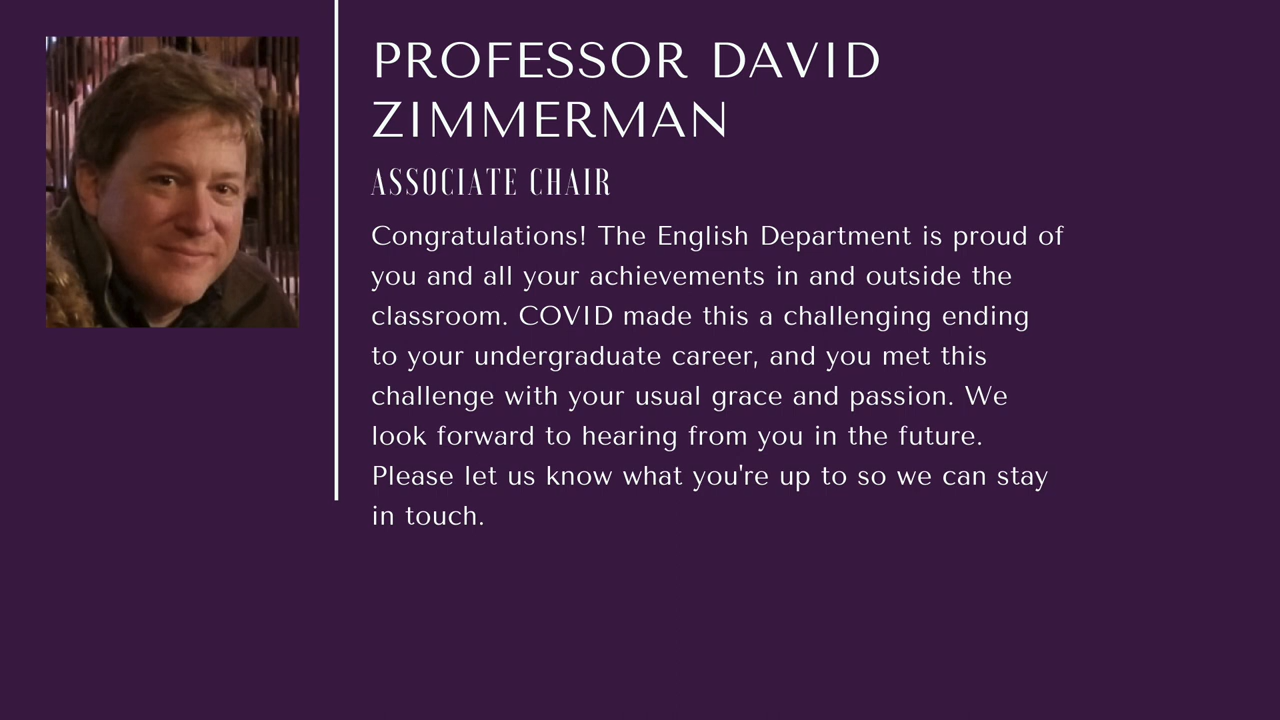 PROFESSOR DAVID
ZIMMERMAN
ASSOCIATE CHAIR
Congratulations! The English Department is proud of
you and all your achievements in and outside the
classroom. COVID made this a challenging ending
to your undergraduate career, and you met this
challenge with your usual grace and passion. We
look forward to hearing from you in the future.
Please let us know what you're up to so we can stay
in touch.